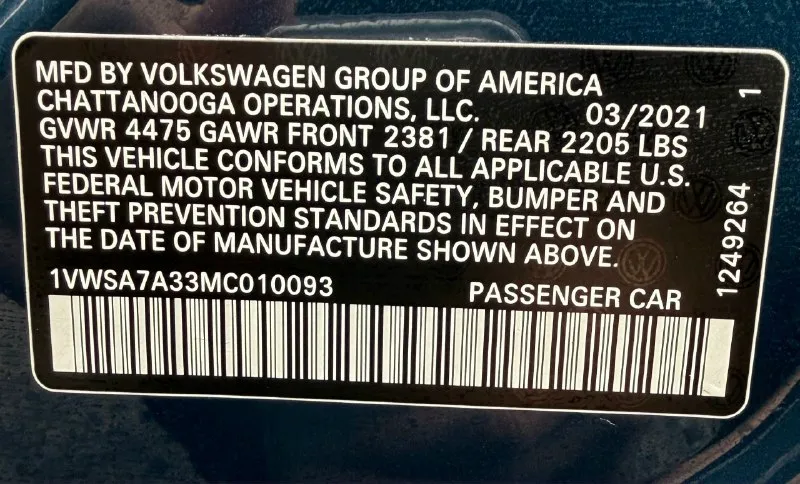 MFD BY VOLKSWAGEN GROUP OF AMERICA
CHATTANOOGA OPERATIONS, LLC. 03/2021
GVWR 4475 GAWR FRONT 2381 / REAR 2205 LBS
THIS VEHICLE CONFORMS TO ALL APPLICABLE U.S.
FEDERAL MOTOR VEHICLE SAFETY, BUMPER AND
THEFT PREVENTION STANDARDS IN EFFECT ON
THE DATE OF MANUFACTURE SHOWN ABOVE.
1VWSA7A33MC010093 PASSENGER CAR
1249264 1